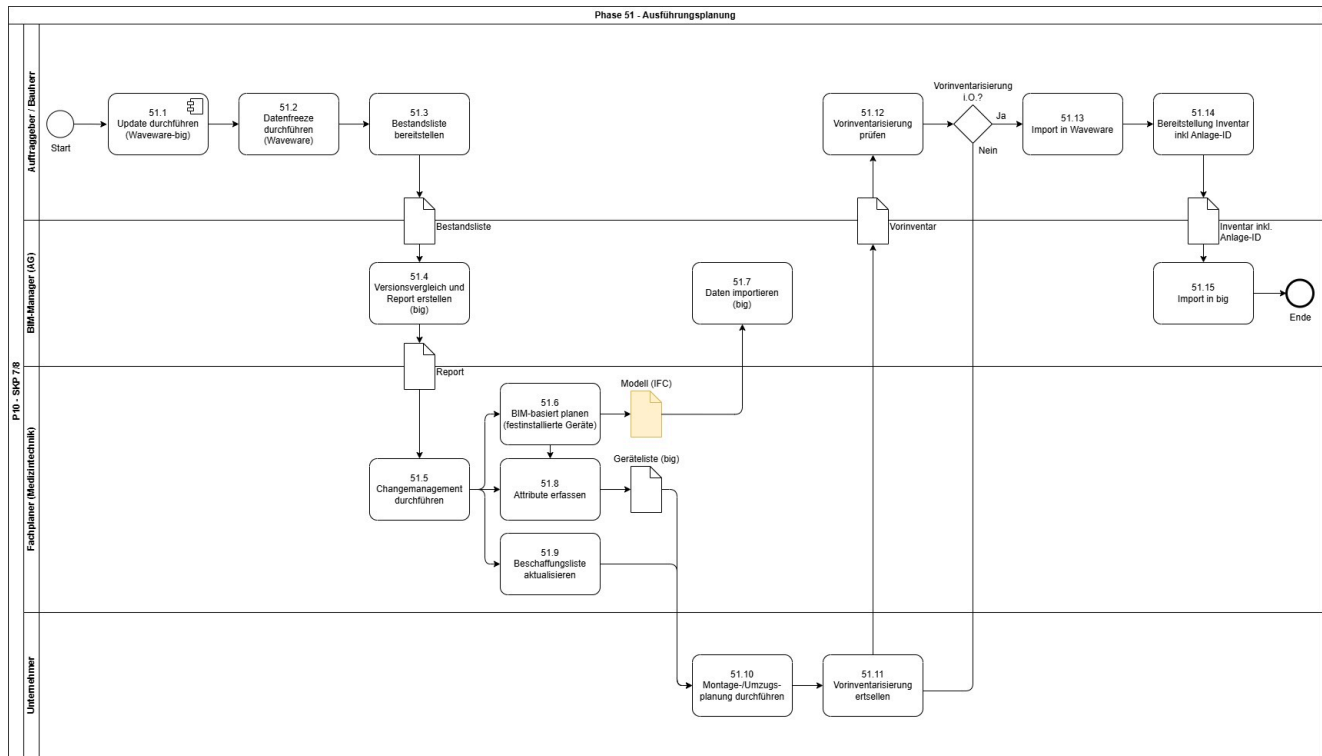 Phase 51 - Ausführungsplanung
P10 - SKP 7/8
Auftraggeber / Bauherr
Start
51.1
Update durchführen
(Waveware-big)
51.2
Datenfreeze
durchführen
(Waveware)
51.3
Bestandsliste
bereitstellen
51.12
Vorinventarisierung
prüfen
Vorinventarisierung
i.O.?
Ja
Nein
51.13
Import in Waveware
51.14
Bereitstellung Inventar
inkl Anlage-ID
Bestandsliste
Vorinventar
Inventar inkl.
Anlage-ID
BIM-Manager (AG)
51.4
Versionsvergleich und
Report erstellen
(big)
51.7
Daten importieren
(big)
51.15
Import in big
Ende
Report
Fachplaner (Medizintechnik)
51.5
Changemanagement
durchführen
51.6
BIM-basiert planen
(festinstallierte Geräte)
Modell (IFC)
51.8
Attribute erfassen
Geräteliste (big)
51.9
Beschaffungsliste
aktualisieren
Unternehmer
51.10
Montage-/Umzugs-
planung durchführen
51.11
Vorinventarisierung
ertsellen